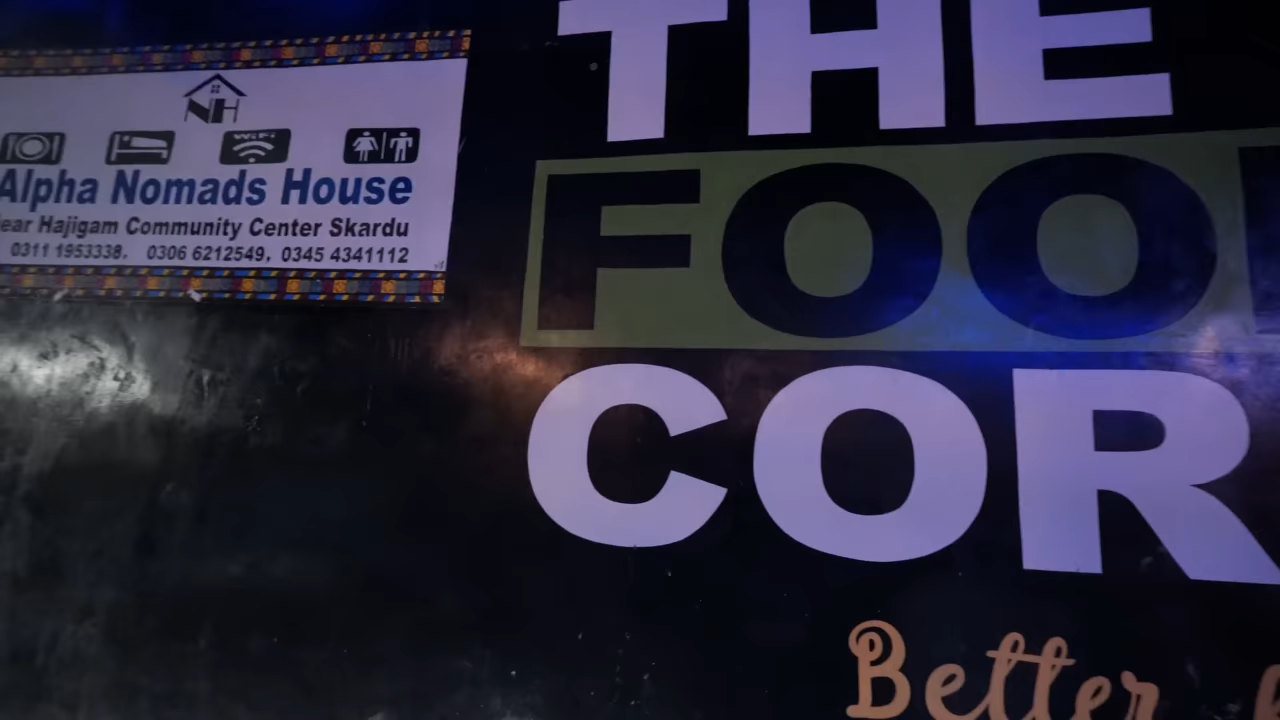 NH
WiFi
Alpha Nomads House
ear Hajigam Community Center Skardu
0311 1953338, 0306 6212549, 0345 4341112
THE
FOO
COR
Better